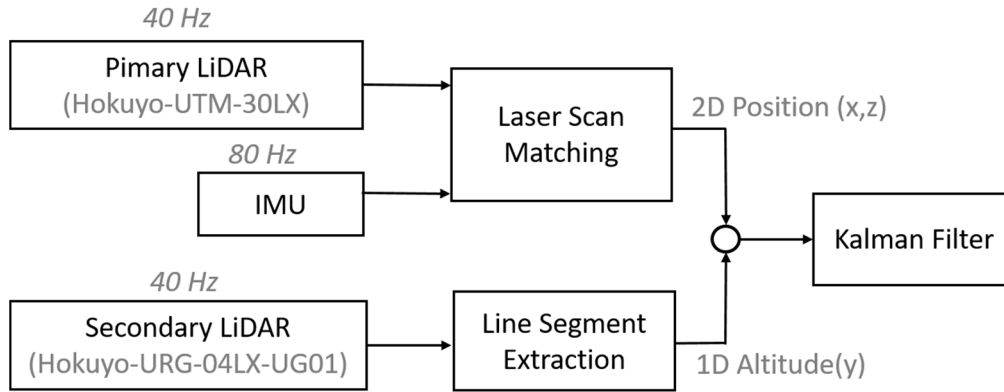 40 Hz
Pimary LiDAR
(Hokuyo-UTM-30LX)
80 Hz
IMU
Laser Scan
Matching
2D Position (x,z)
Kalman Filter
40 Hz
Secondary LiDAR
(Hokuyo-URG-04LX-UG01)
Line Segment
Extraction
1D Altitude(y)